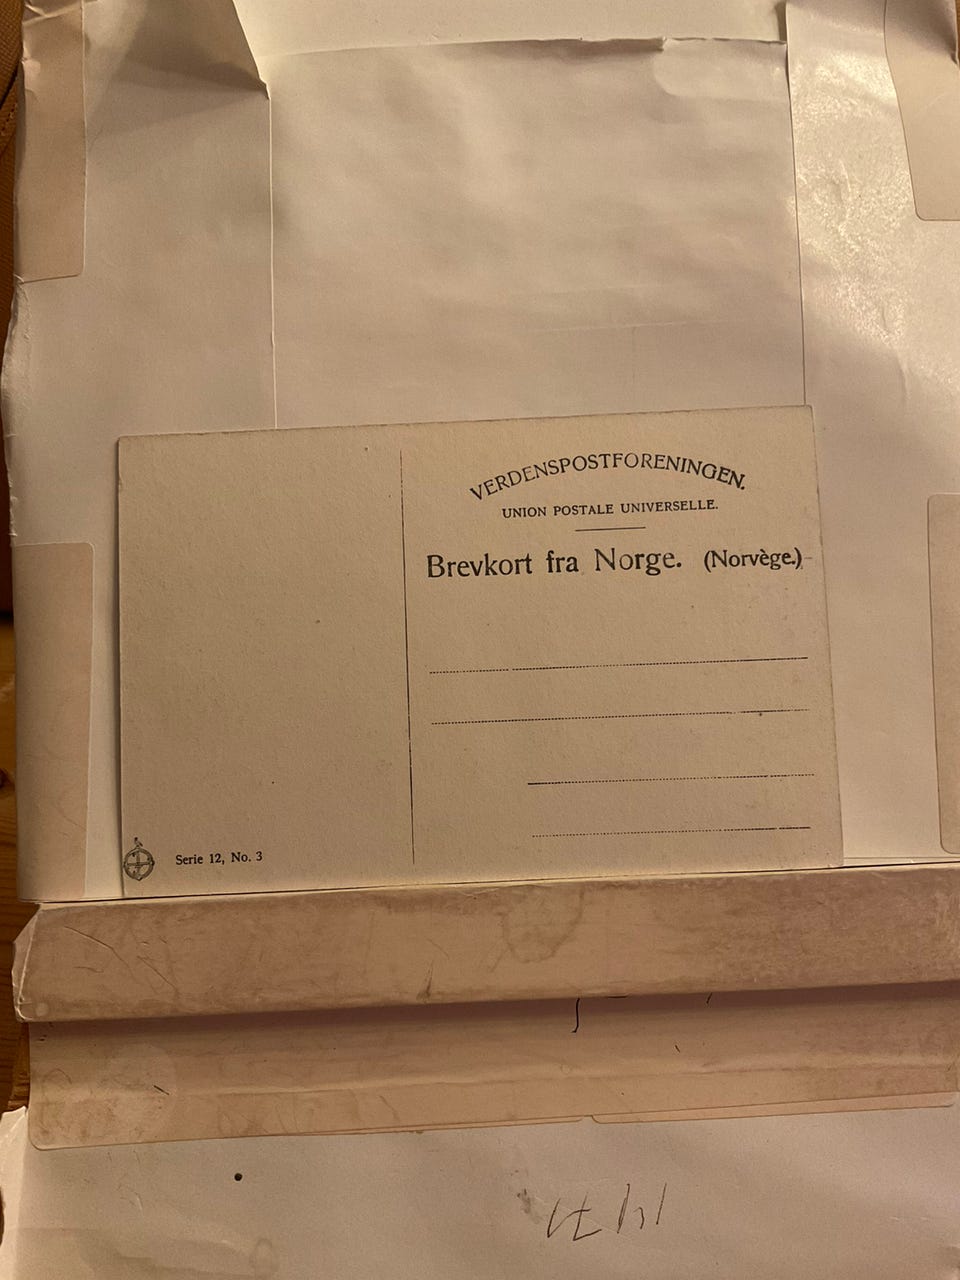 VERDENSPOSTFORENINGEN.
UNION POSTALE UNIVERSELLE.
Brevkort fra Norge. (Norvège.)
Serie 12, No. 3